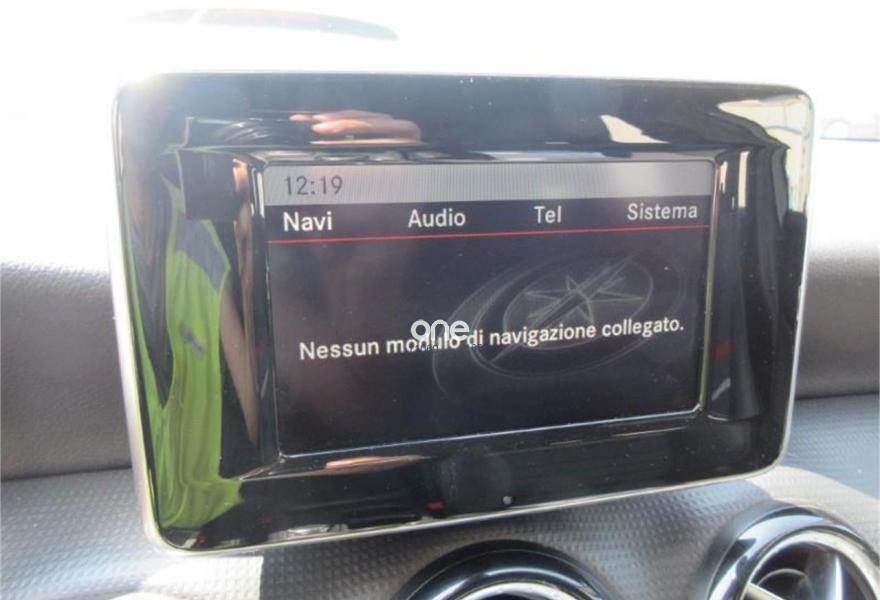 12:19
Navi Audio Tel Sistema
one
Nessun modulo di navigazione collegato.